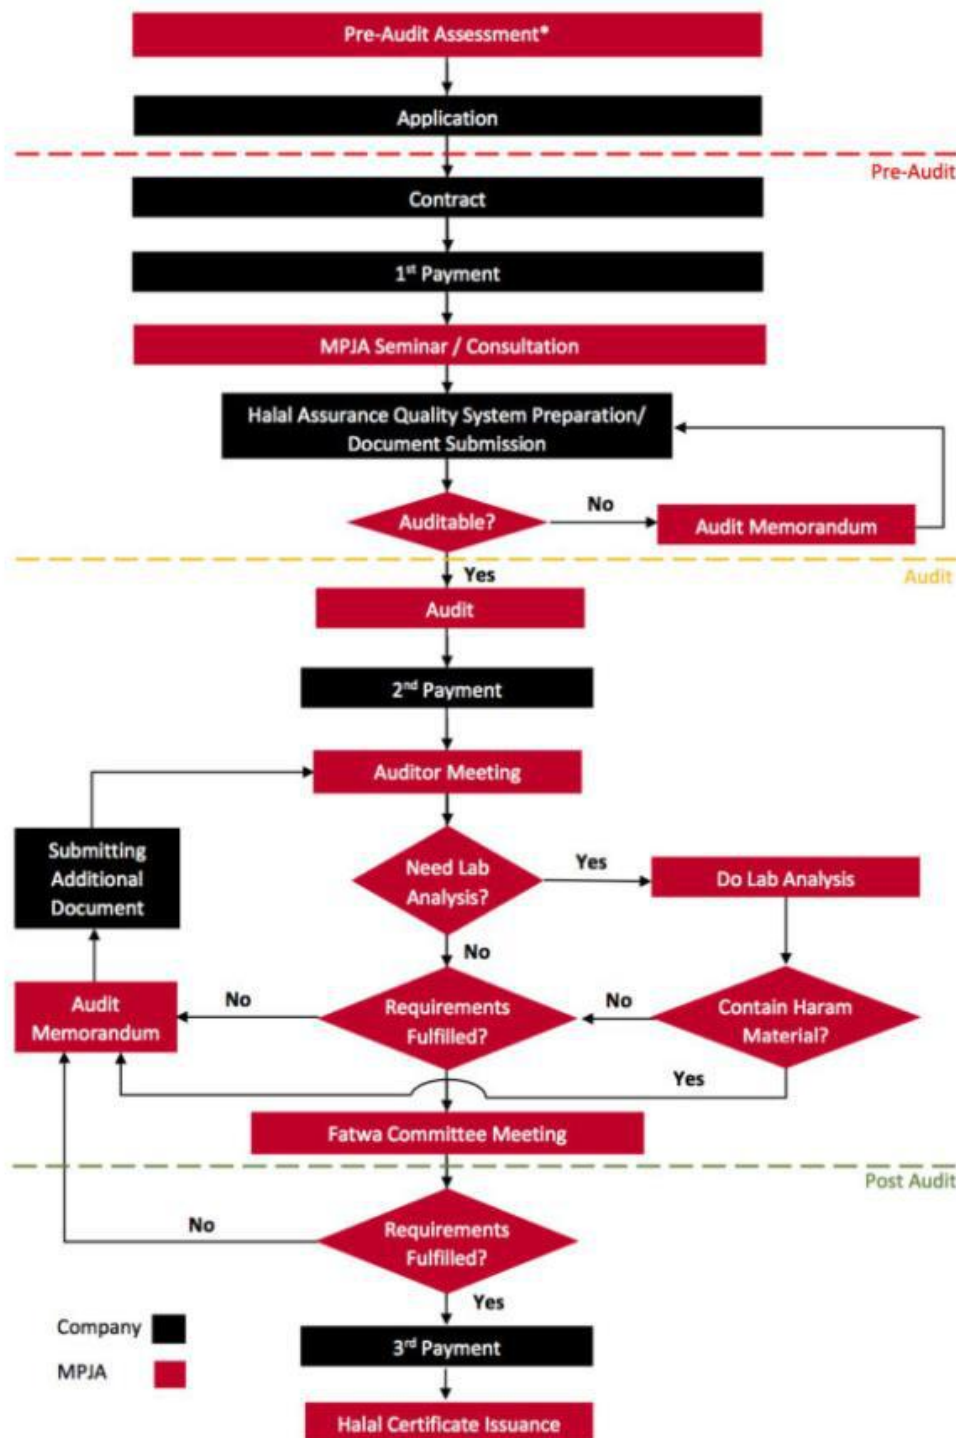 Pre-Audit Assessment*
Application
Pre-Audit
Contract
1st Payment
MPJA Seminar / Consultation
Halal Assurance Quality System Preparation/
Document Submission
Auditable?
No
Audit Memorandum
Audit
Yes
Audit
2nd Payment
Auditor Meeting
Submitting
Additional
Document
Need Lab
Analysis?
Yes
Do Lab Analysis
No
Audit
Memorandum
No
Requirements
Fulfilled?
No
Contain Haram
Material?
Yes
Fatwa Committee Meeting
Post Audit
No
Requirements
Fulfilled?
Yes
Company
MPJA
3rd Payment
Halal Certificate Issuance